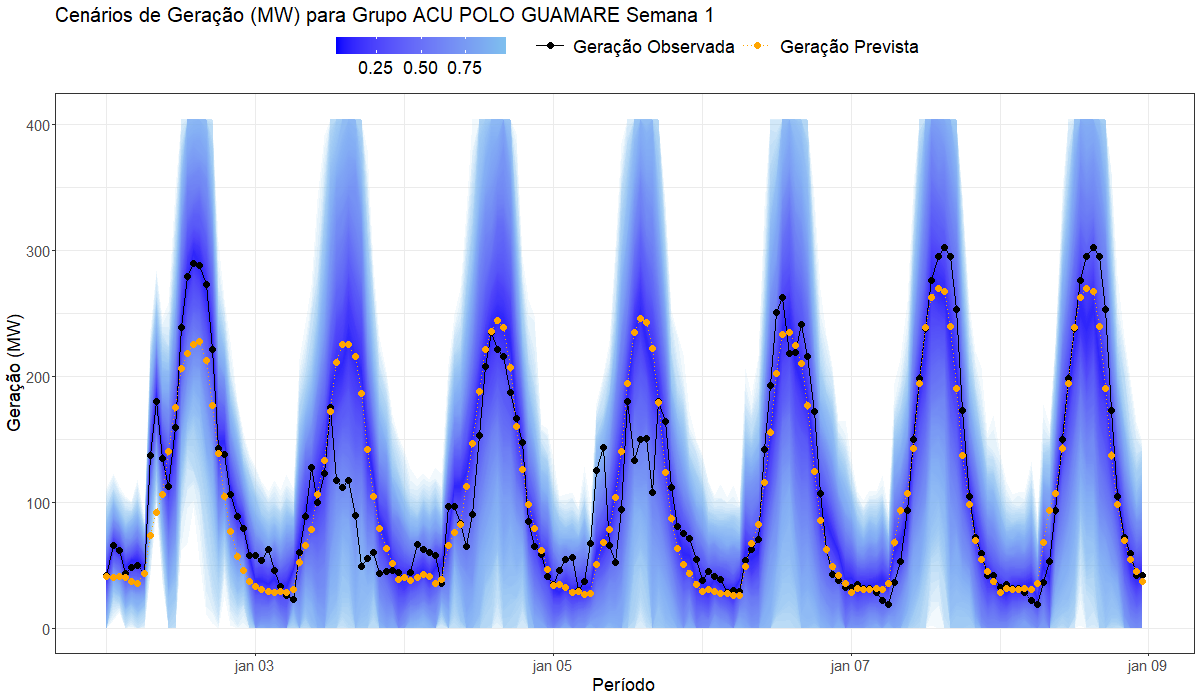 Cenários de Geração (MW) para Grupo ACU POLO GUAMARE Semana 1
0.25 0.50 0.75 Geração Observada Geração Prevista
Geração (MW)
400
300
200
100
0
jan 03 jan 05 jan 07 jan 09
Período